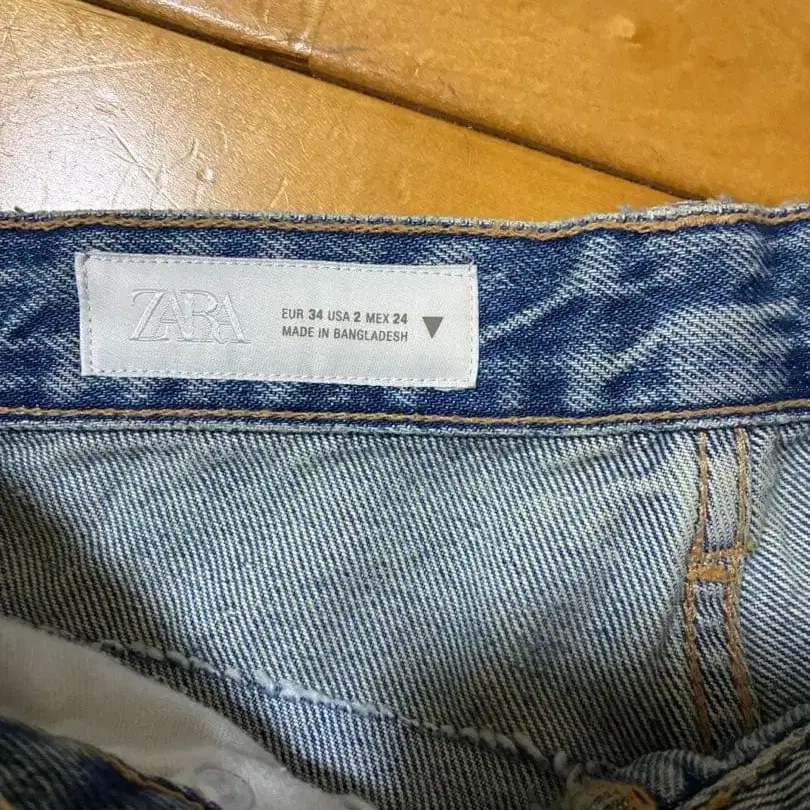 ZARA
EUR 34 USA 2 MEX 24
MADE IN BANGLADESH